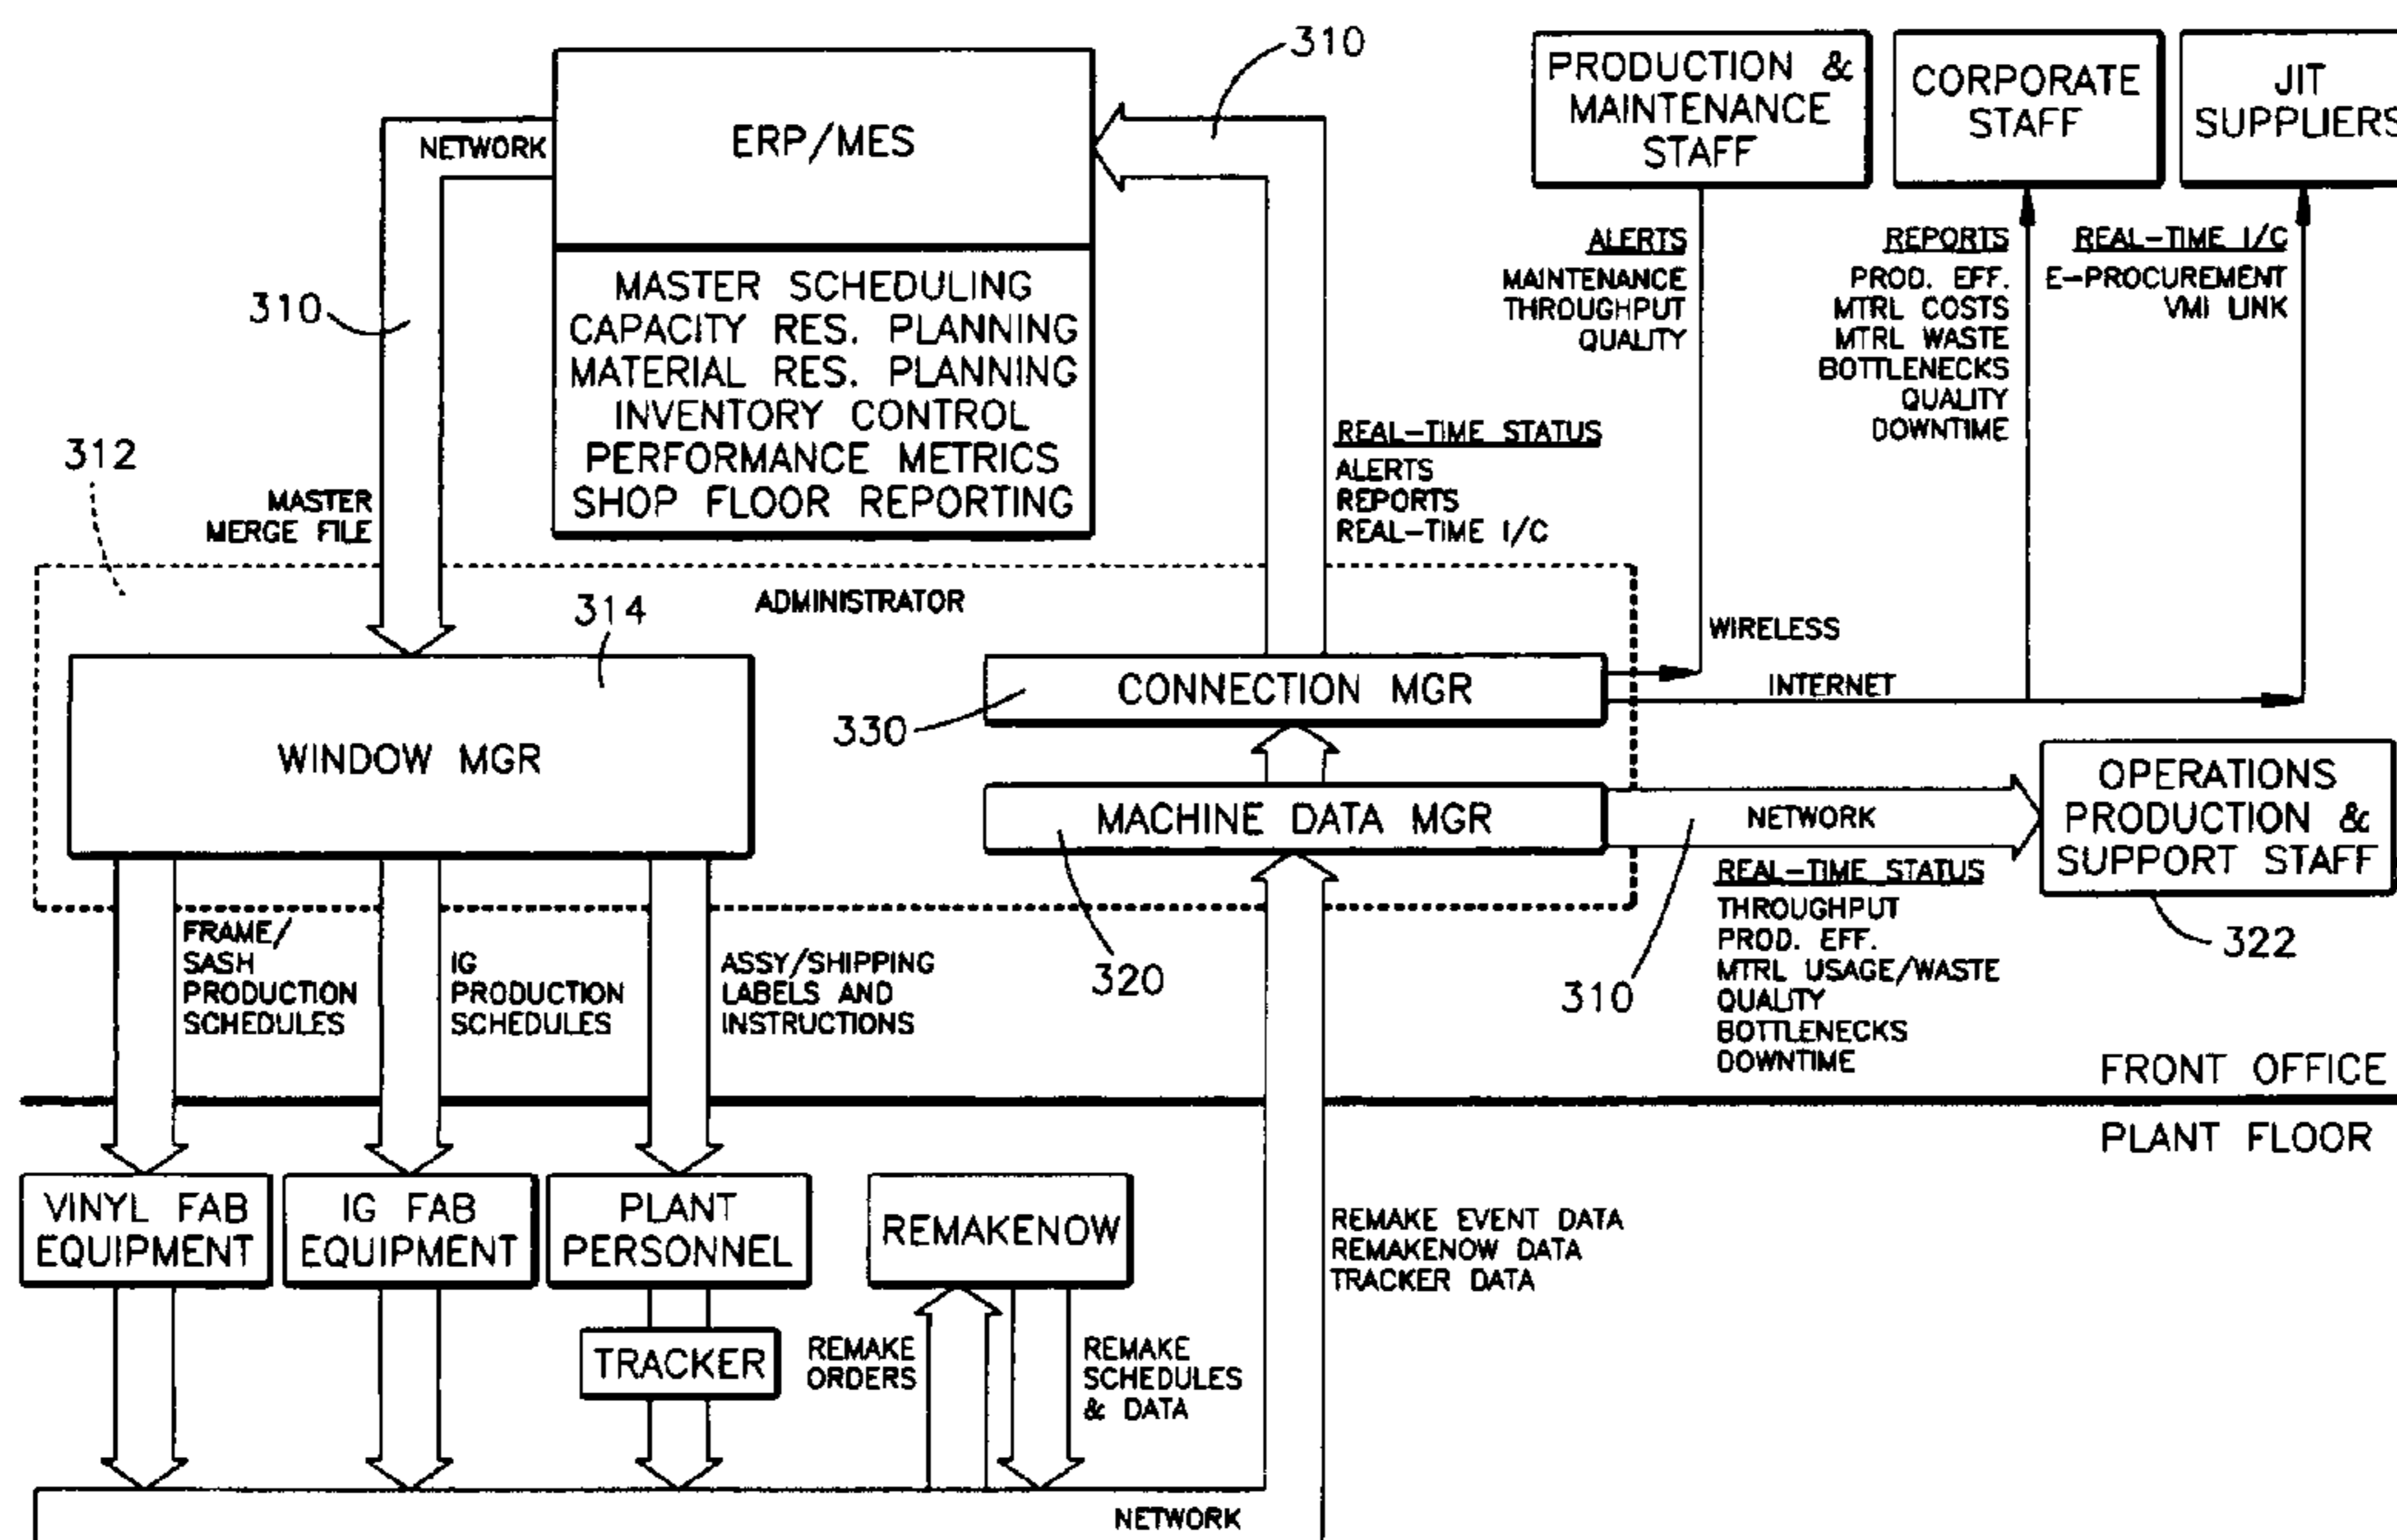 310
PRODUCTION &
MAINTENANCE
STAFF
CORPORATE
STAFF
JIT
SUPPLIERS
NETWORK
ERP/MES
MASTER SCHEDULING
CAPACITY RES. PLANNING
MATERIAL RES. PLANNING
INVENTORY CONTROL
PERFORMANCE METRICS
SHOP FLOOR REPORTING
310
312
MASTER
MERGE FILE
REAL-TIME STATUS
ALERTS
REPORTS
REAL-TIME I/C
ALERTS
MAINTENANCE
THROUGHPUT
QUALITY
REPORTS
PROD. EFF.
MTRL COSTS
MTRL WASTE
BOTTLENECKS
QUALITY
DOWNTIME
REAL-TIME I/C
E-PROCUREMENT
VMI LINK
ADMINISTRATOR
314
WINDOW MGR
330
CONNECTION MGR
WIRELESS
INTERNET
MACHINE DATA MGR
320
NETWORK
310
OPERATIONS
PRODUCTION &
SUPPORT STAFF
322
REAL-TIME STATUS
THROUGHPUT
PROD. EFF.
MTRL USAGE/WASTE
QUALITY
BOTTLENECKS
DOWNTIME
FRAME/
SASH
PRODUCTION
SCHEDULES
IG
PRODUCTION
SCHEDULES
ASSY/SHIPPING
LABELS AND
INSTRUCTIONS
FRONT OFFICE
PLANT FLOOR
VINYL FAB
EQUIPMENT
IG FAB
EQUIPMENT
PLANT
PERSONNEL
REMAKENOW
REMAKE EVENT DATA
REMAKENOW DATA
TRACKER DATA
TRACKER
REMAKE
ORDERS
REMAKE
SCHEDULES
& DATA
NETWORK